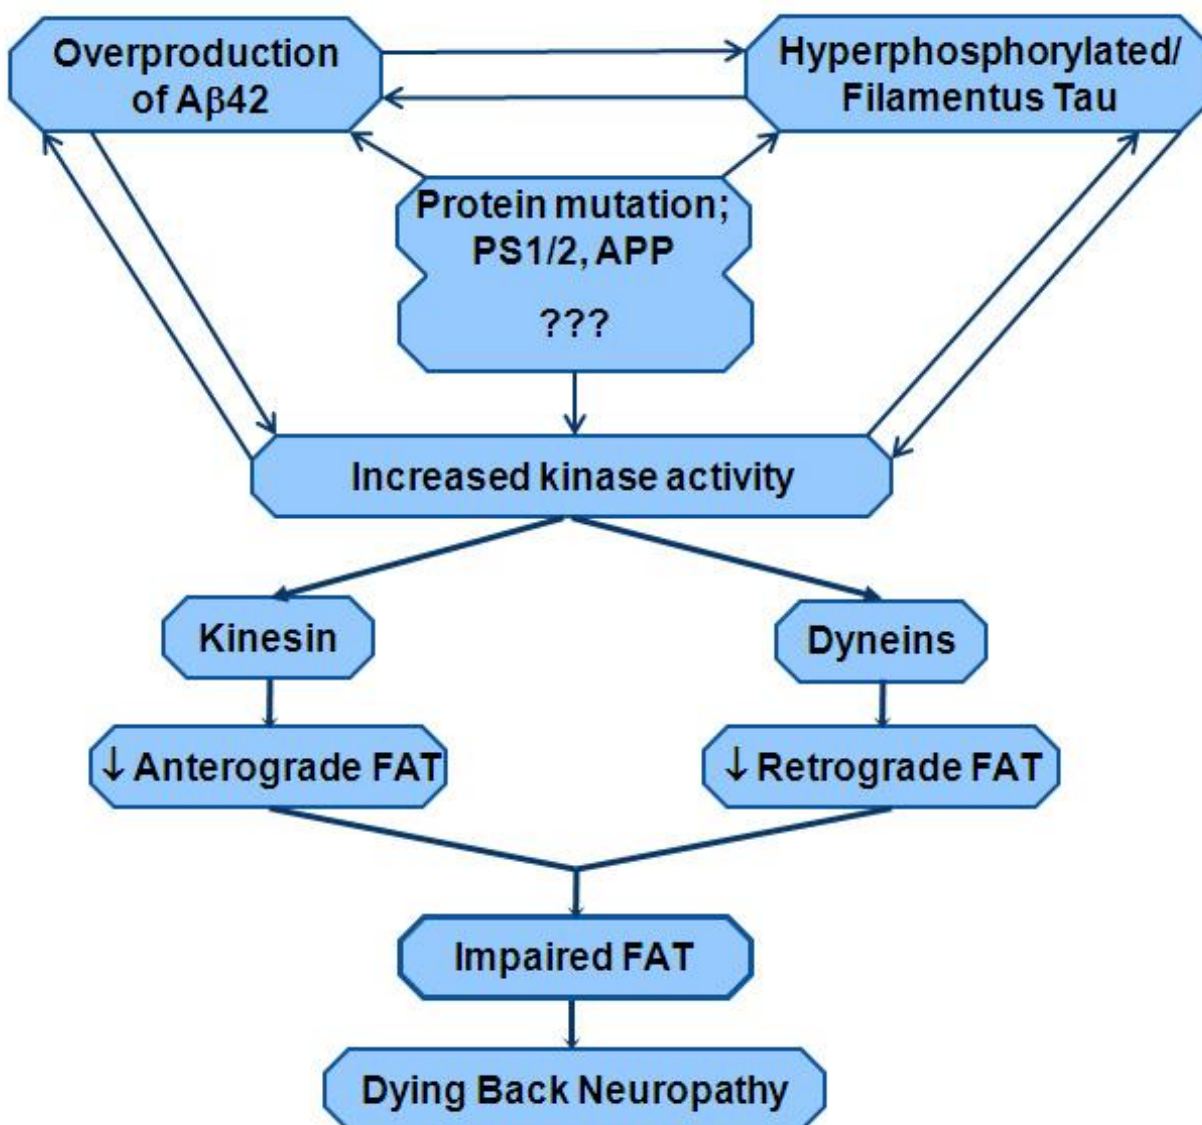 Overproduction
of Aβ42
Hyperphosphorylated/
Filamentus Tau
Protein mutation;
PS1/2, APP
???
Increased kinase activity
Kinesin
Dyneins
↓ Anterograde FAT
↓ Retrograde FAT
Impaired FAT
Dying Back Neuropathy